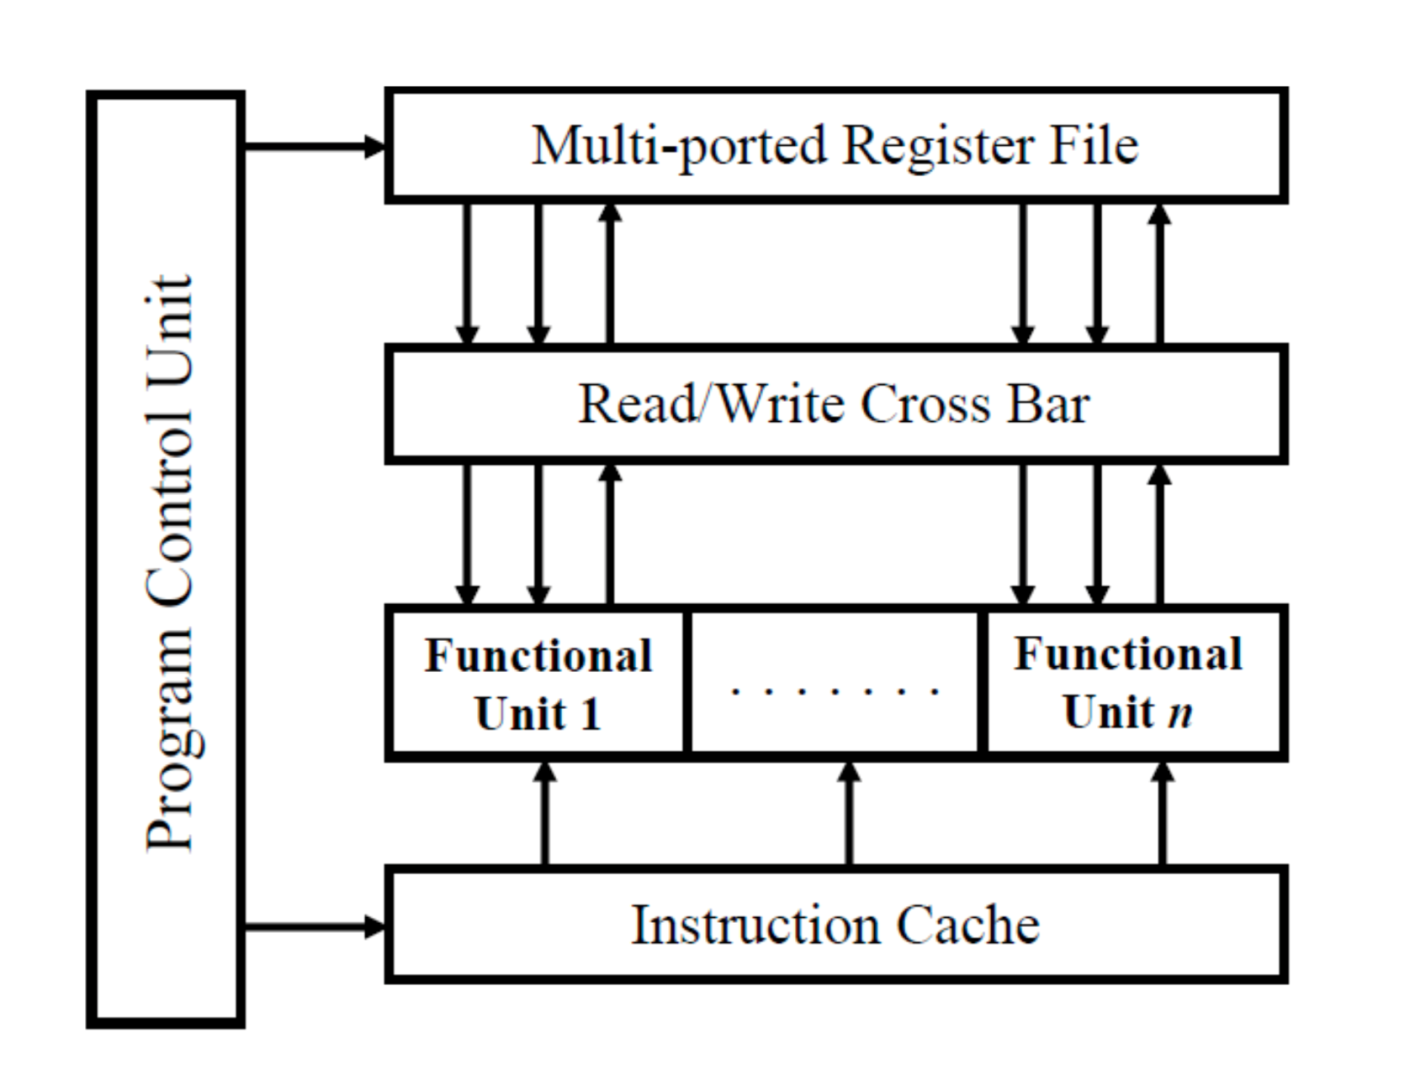 Program Control Unit
Multi-ported Register File
Read/Write Cross Bar
Functional
Unit 1
. . . . . . .
Functional
Unit n
Instruction Cache